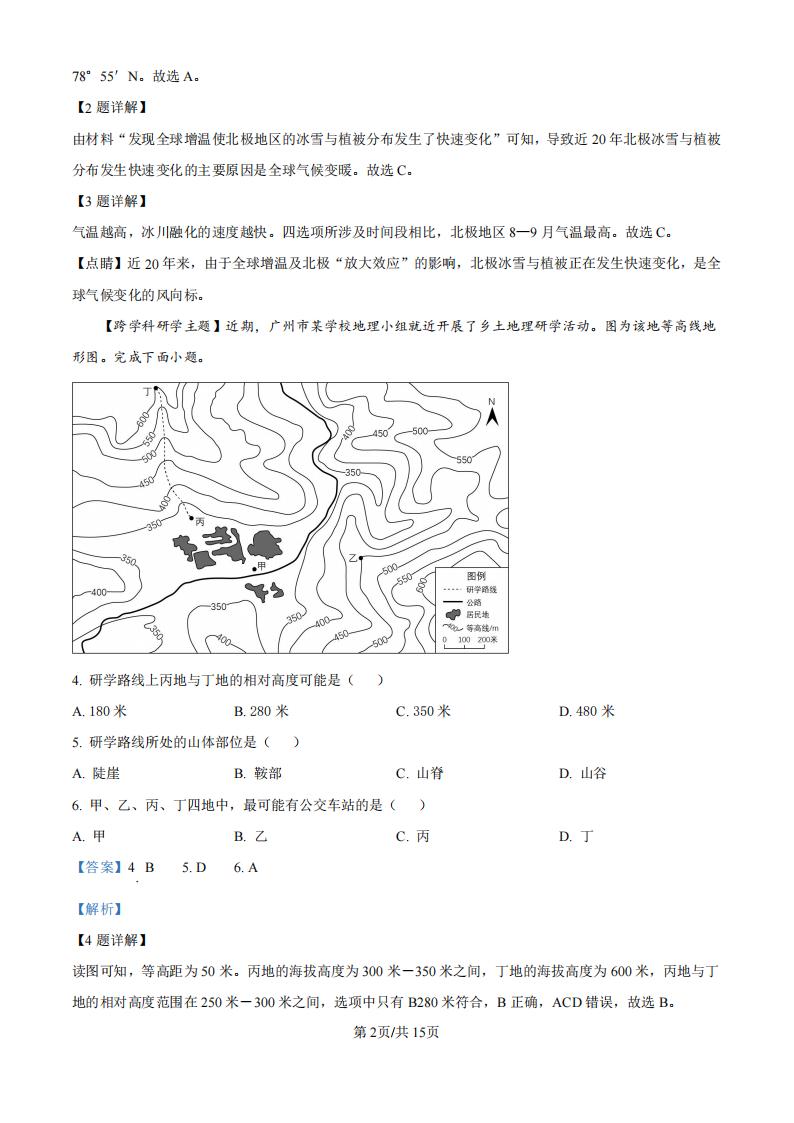 78°55′N。故选 A。
【2 题详解】
由材料“发现全球增温使北极地区的冰雪与植被分布发生了快速变化”可知，导致近 20 年北极冰雪与植被
分布发生快速变化的主要原因是全球气候变暖。故选 C。
【3 题详解】
气温越高，冰川融化的速度越快。四选项所涉及时间段相比，北极地区 8—9 月气温最高。故选 C。
【点睛】近 20 年来，由于全球增温及北极“放大效应”的影响，北极冰雪与植被正在发生快速变化，是全
球气候变化的风向标。
【跨学科研学主题】近期，广州市某学校地理小组就近开展了乡土地理研学活动。图为该地等高线地
形图。完成下面小题。
丁
N
600
550
500
450
400
350
丙
400
450
500
550
350
甲
乙
350
400
350
350
400
350
400
450
500
500
550
600
图例
研学路线
公路
居民地
400 等高线/m
0 100 200米
4. 研学路线上丙地与丁地的相对高度可能是（ ）
A. 180 米 B. 280 米 C. 350 米 D. 480 米
5. 研学路线所处的山体部位是（ ）
A. 陡崖 B. 鞍部 C. 山脊 D. 山谷
6. 甲、乙、丙、丁四地中，最可能有公交车站的是（ ）
A. 甲 B. 乙 C. 丙 D. 丁
【答案】4. B 5. D 6. A
【解析】
【4 题详解】
读图可知，等高距为 50 米。丙地的海拔高度为 300 米－350 米之间，丁地的海拔高度为 600 米，丙地与丁
地的相对高度范围在 250 米－300 米之间，选项中只有 B280 米符合，B 正确，ACD 错误，故选 B。
第 2页/共 15页